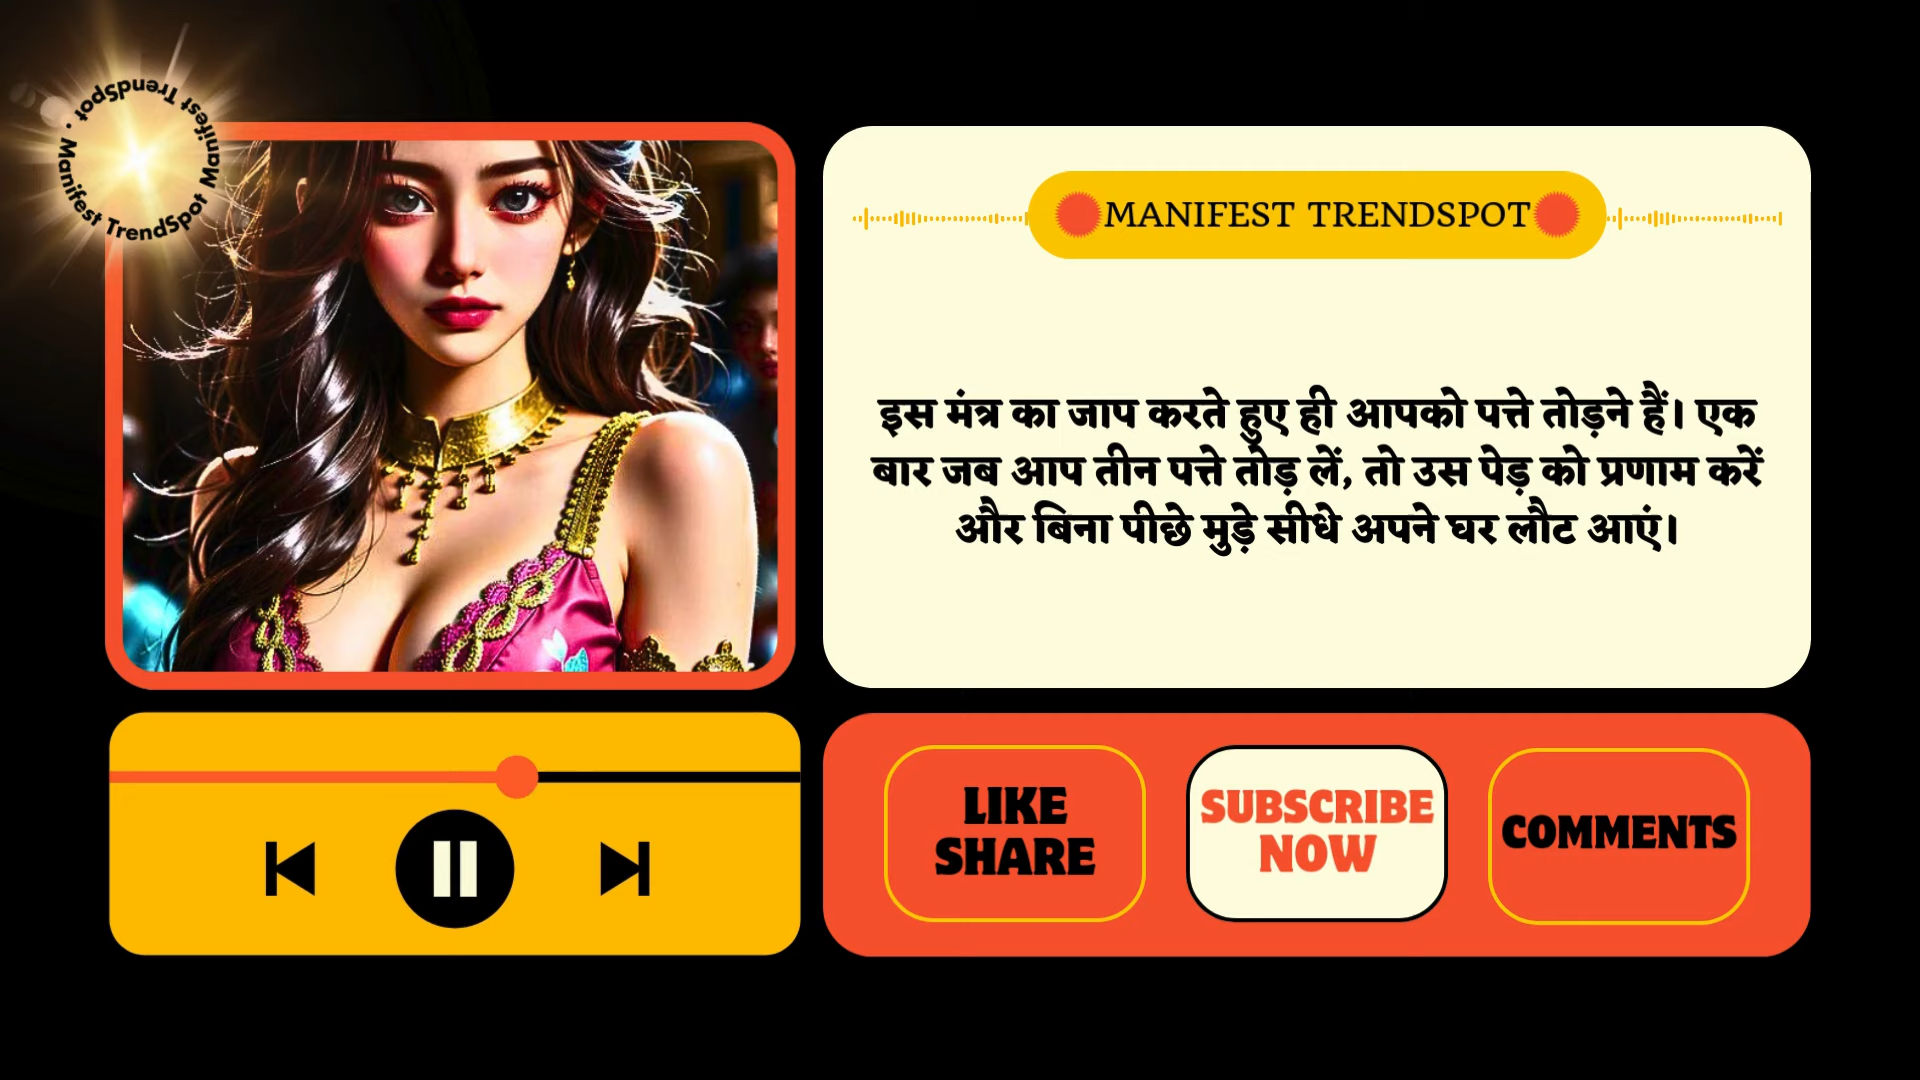 Manifest TrendSpot · Manifest TrendSpot
MANIFEST TRENDSPOT
इस मंत्र का जाप करते हुए ही आपको पत्ते तोड़ने हैं। एक
बार जब आप तीन पत्ते तोड़ लें, तो उस पेड़ को प्रणाम करें
और बिना पीछे मुड़े सीधे अपने घर लौट आएं।
LIKE
SHARE
SUBSCRIBE
NOW
COMMENTS